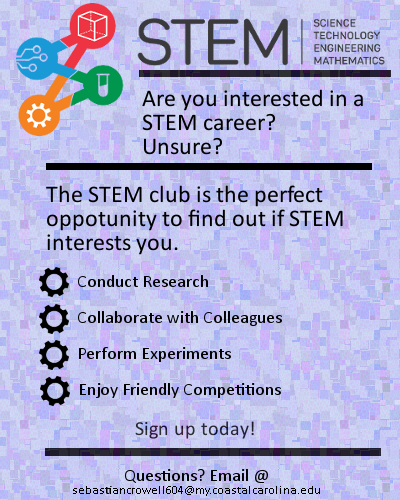 STEM
SCIENCE
TECHNOLOGY
ENGINEERING
MATHEMATICS
Are you interested in a
STEM career?
Unsure?
The STEM club is the perfect
oppotunity to find out if STEM
interests you.
Conduct Research
Collaborate with Colleagues
Perform Experiments
Enjoy Friendly Competitions
Sign up today!
Questions? Email @
sebastiancrowell604@my.coastalcarolina.edu